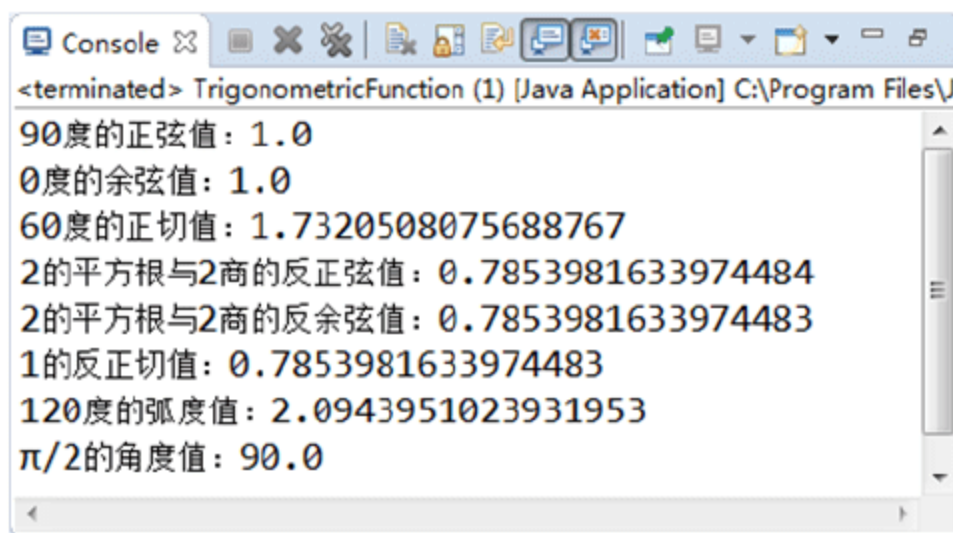 Console
<terminated> TrigonometricFunction (1) [Java Application] C:\Program Files\J
90度的正弦值：1.0
0度的余弦值：1.0
60度的正切值：1.7320508075688767
2的平方根与2商的反正弦值：0.7853981633974484
2的平方根与2商的反余弦值：0.7853981633974483
1的反正切值：0.7853981633974483
120度的弧度值：2.0943951023931953
π/2的角度值：90.0